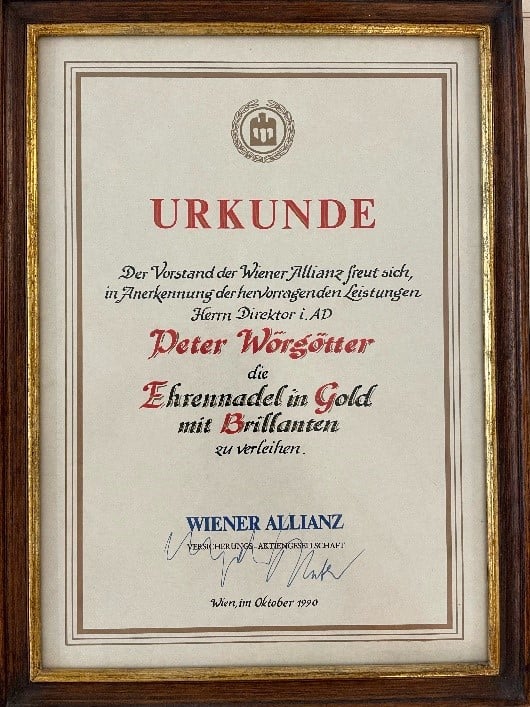 URKUNDE
Der Vorstand der Wiener Allianz freut sich,
in Anerkennung der hervorragenden Leistungen
Herrn Direktor i. AD
Peter Wörgötter
die
Ehrennadel in Gold
mit Brillanten
zu verleihen.
WIENER ALLIANZ
VERSICHERUNGS-AKTIENGESELLSCHAFT
Wien, im Oktober 1990